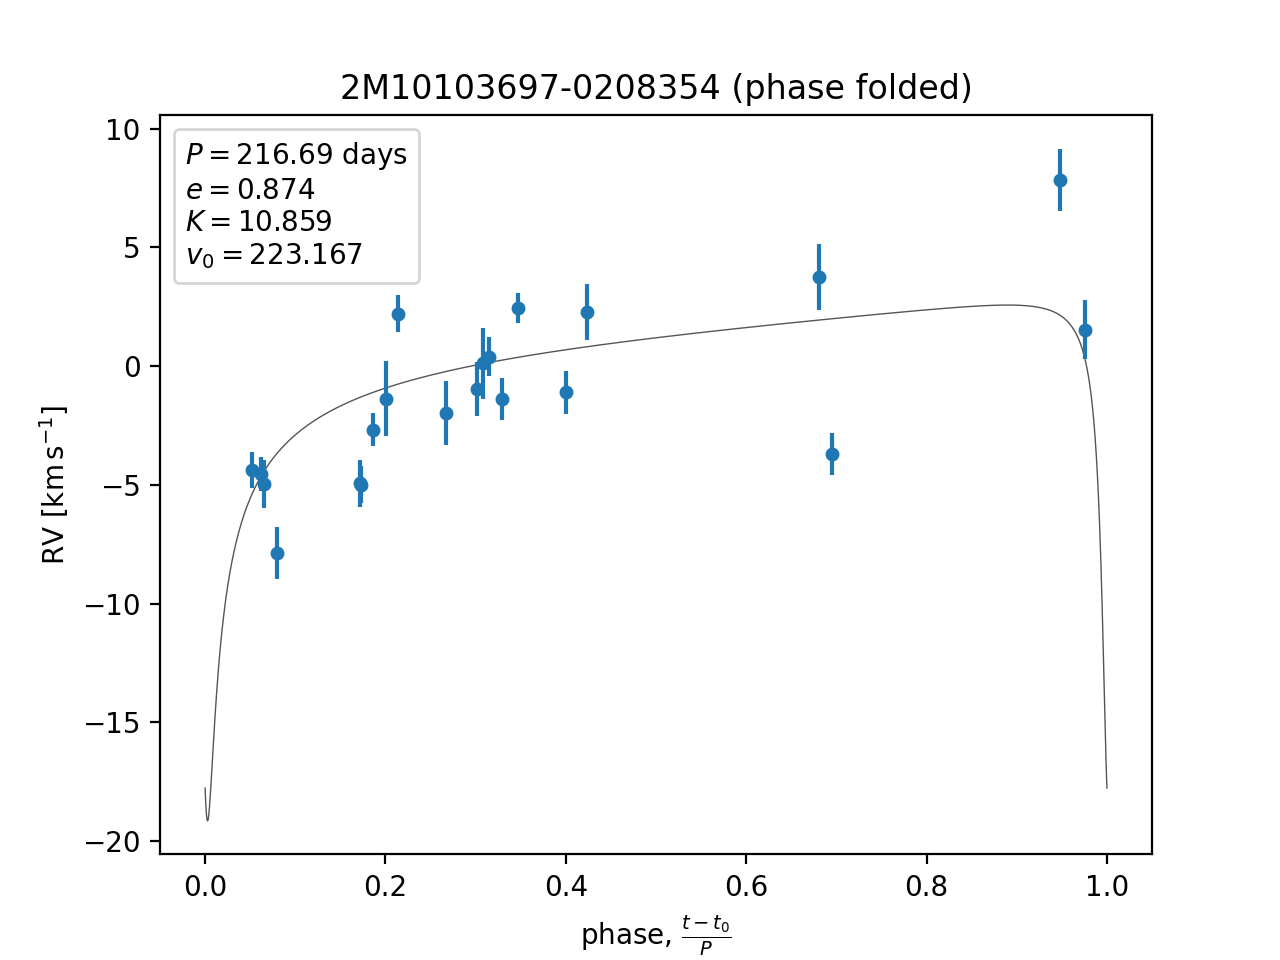 2M10103697-0208354 (phase folded)
P = 216.69 days
e = 0.874
K = 10.859
v₀ = 223.167
10
5
0
−5
−10
−15
−20
RV [km s⁻¹]
0.0 0.2 0.4 0.6 0.8 1.0
phase, (t − t₀)/P